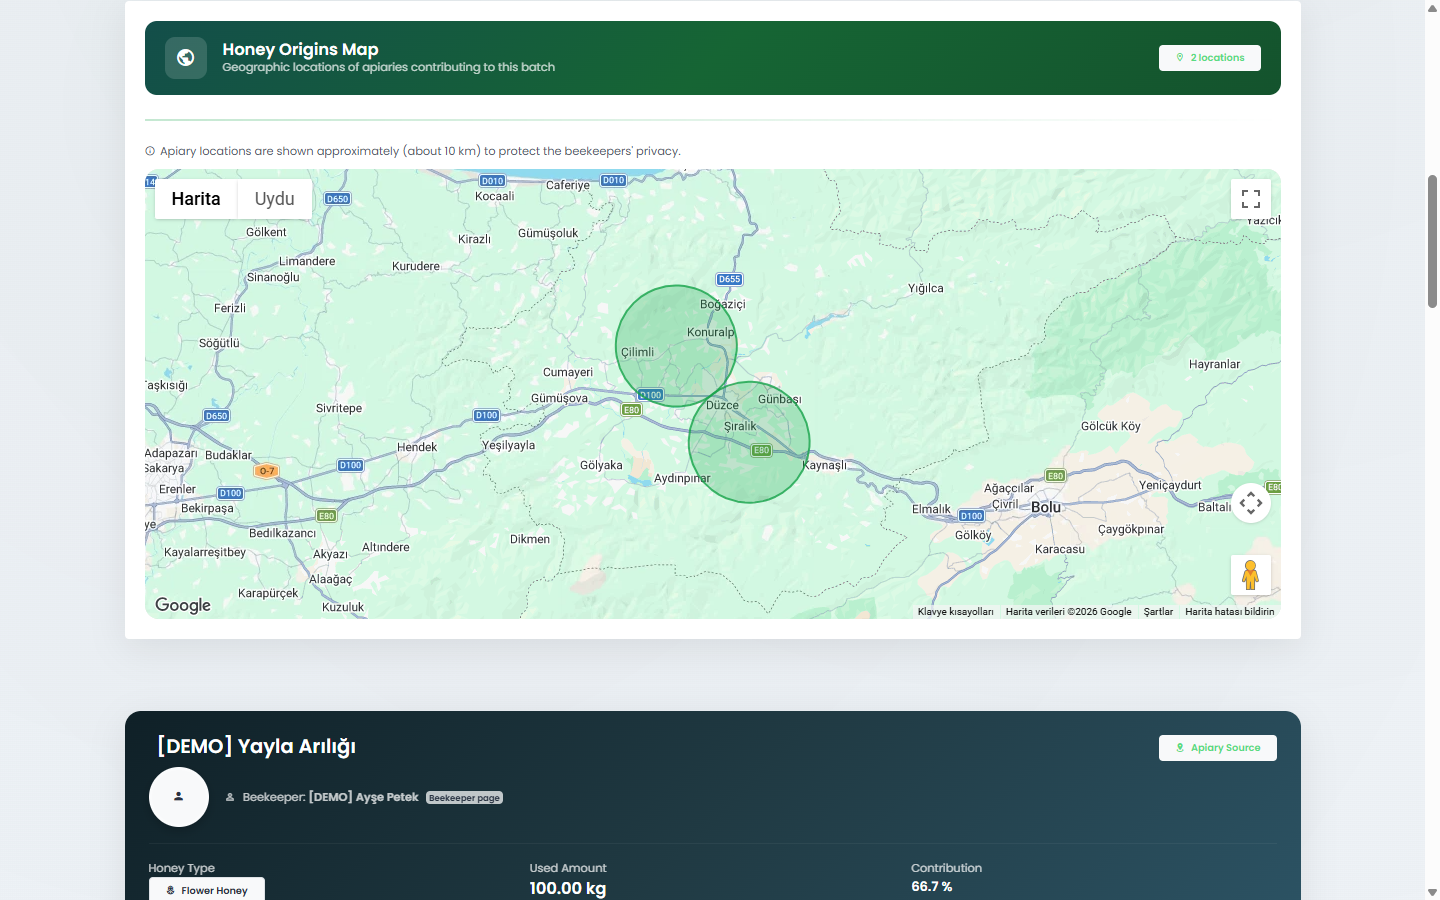 Honey Origins Map
Geographic locations of apiaries contributing to this batch
2 locations
Apiary locations are shown approximately (about 10 km) to protect the beekeepers' privacy.
Harita
Uydu
14
D650
D010
Caferiye
D010
Kocaali
Gölkent
Kirazlı
Gümüşoluk
Limandere
Sinanoğlu
Kurudere
D655
Yığılca
Ferizli
Boğaziçi
Söğütlü
Konuralp
Çilimli
Hayranlar
Cumayeri
D100
Gümüşova
E80
Düzce
Günbaşı
Sivritepe
D650
D100
Şıralık
Gölcük Köy
Hendek
Yeşilyayla
E80
Adapazarı
Sakarya
Budaklar
O-7
D100
Gölyaka
Kaynaşlı
Aydınpınar
E80
Erenler
D100
Ağaççılar
Yeniçaydurt
E80
Bekirpaşa
Elmalık
D100
Çivril
Bolu
Baltalı
E80
Bedilkazancı
Gölköy
Çaygökpınar
Dikmen
Kayalarreşitbey
Akyazı
Altındere
Karacasu
Alaağaç
Karapürçek
Kuzuluk
Google
Klavye kısayolları
Harita verileri ©2026 Google
Şartlar
Harita hatası bildirin
[DEMO] Yayla Arılığı
Apiary Source
Beekeeper: [DEMO] Ayşe Petek
Beekeeper page
Honey Type
Used Amount
Contribution
Flower Honey
100.00 kg
66.7 %